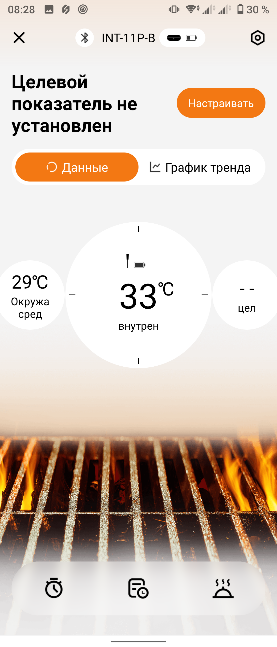 08:28 30 %
INT-11P-B
Целевой
показатель не
установлен
Настраивать
Данные
График тренда
29°C
Окружа
сред
33°C
внутрен
- -
цел